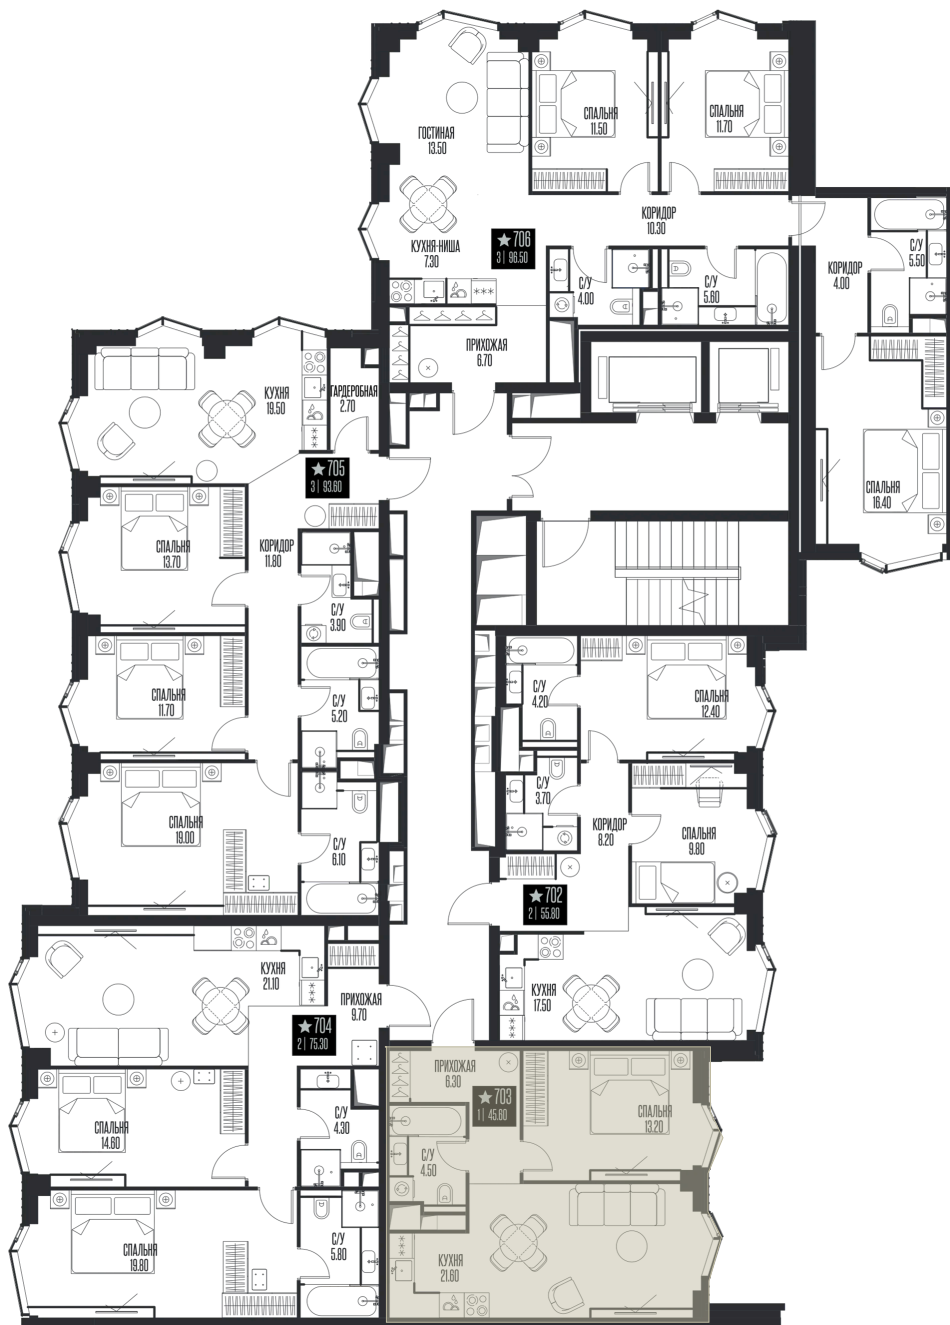 ГОСТИНАЯ
13.50
СПАЛЬНЯ
11.50
СПАЛЬНЯ
11.70
КУХНЯ-НИША
7.30
★706
3 | 96.50
КОРИДОР
10.30
С/У
4.00
С/У
5.60
КОРИДОР
4.00
С/У
5.50
ПРИХОЖАЯ
6.70
СПАЛЬНЯ
16.40
КУХНЯ
19.50
ГАРДЕРОБНАЯ
2.70
★705
3 | 93.60
СПАЛЬНЯ
13.70
КОРИДОР
11.80
С/У
3.90
СПАЛЬНЯ
11.70
С/У
5.20
СПАЛЬНЯ
19.00
С/У
6.10
С/У
4.20
СПАЛЬНЯ
12.40
С/У
3.70
КОРИДОР
8.20
СПАЛЬНЯ
9.80
★702
2 | 55.80
КУХНЯ
17.50
КУХНЯ
21.10
ПРИХОЖАЯ
9.70
★704
2 | 75.30
СПАЛЬНЯ
14.60
С/У
4.30
СПАЛЬНЯ
19.80
С/У
5.80
ПРИХОЖАЯ
6.30
★703
1 | 45.60
СПАЛЬНЯ
13.20
С/У
4.50
КУХНЯ
21.60